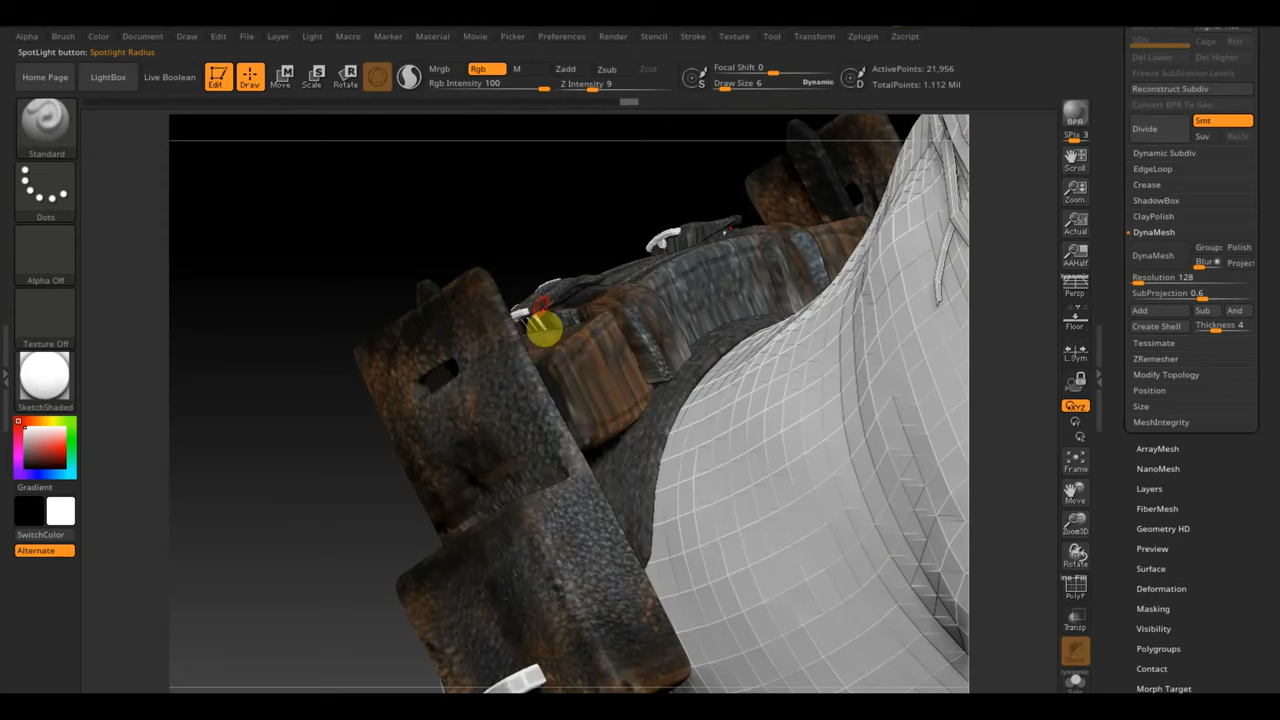 Alpha Brush Color Document Draw Edit File Layer Light Macro Marker Material Movie Picker Preferences Render Stencil Stroke Texture Tool Transform Zplugin Zscript
SpotLight button: Spotlight Radius
Home Page
LightBox
Live Boolean
Edit
Draw
Move
Scale
Rotate
Mrgb
Rgb
M
Rgb Intensity 100
Zadd
Zsub
Zcut
Z Intensity 9
S
Focal Shift 0
Draw Size 6
Dynamic
D
ActivePoints: 21,956
TotalPoints: 1.112 Mil
Standard
Dots
Alpha Off
Texture Off
SketchShaded
Gradient
SwitchColor
Alternate
BPR
SPix 3
Scroll
Zoom
Actual
AAHalf
Persp
Floor
L.Sym
XYZ
Y
Z
Frame
Move
Zoom3D
Rotate
PolyF
Transp
Dynamic
Solo
SDiv
Cage
Rstr
Del Lower
Del Higher
Freeze SubDivision Levels
Reconstruct Subdiv
Convert BPR To Geo
Divide
Smt
Suv
ReUV
Dynamic Subdiv
EdgeLoop
Crease
ShadowBox
ClayPolish
DynaMesh
DynaMesh
Groups
Polish
Blur
Project
Resolution 128
SubProjection 0.6
Add
Sub
And
Create Shell
Thickness 4
Tessimate
ZRemesher
Modify Topology
Position
Size
MeshIntegrity
ArrayMesh
NanoMesh
Layers
FiberMesh
Geometry HD
Preview
Surface
Deformation
Masking
Visibility
Polygroups
Contact
Morph Target